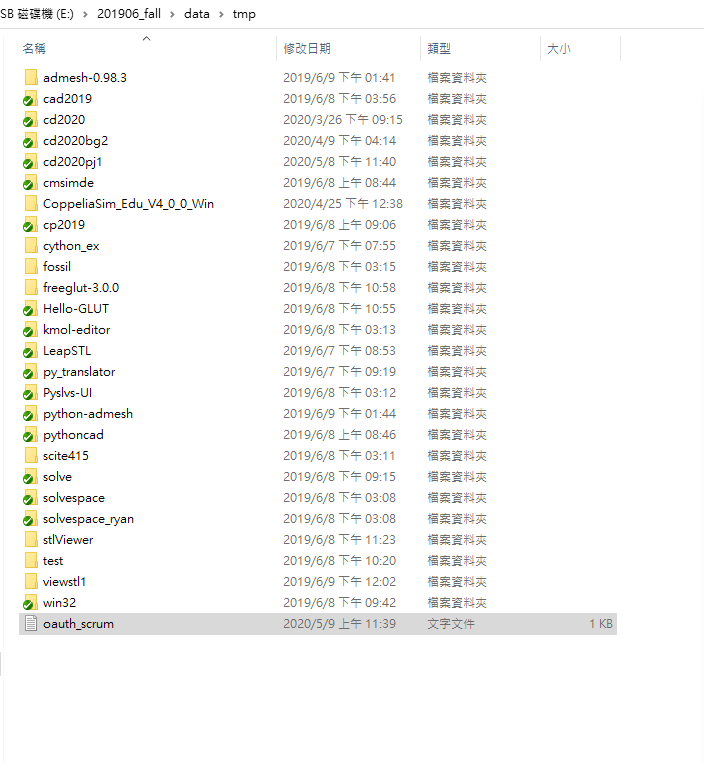 SB 磁碟機 (E:) > 201906_fall > data > tmp
名稱 修改日期 類型 大小
admesh-0.98.3 2019/6/9 下午 01:41 檔案資料夾
cad2019 2019/6/8 下午 03:56 檔案資料夾
cd2020 2020/3/26 下午 09:15 檔案資料夾
cd2020bg2 2020/4/9 下午 04:14 檔案資料夾
cd2020pj1 2020/5/8 下午 11:40 檔案資料夾
cmsimde 2019/6/8 上午 08:44 檔案資料夾
CoppeliaSim_Edu_V4_0_0_Win 2020/4/25 下午 12:38 檔案資料夾
cp2019 2019/6/8 上午 09:06 檔案資料夾
cython_ex 2019/6/7 下午 07:55 檔案資料夾
fossil 2019/6/8 下午 03:15 檔案資料夾
freeglut-3.0.0 2019/6/8 下午 10:58 檔案資料夾
Hello-GLUT 2019/6/8 下午 10:55 檔案資料夾
kmol-editor 2019/6/8 下午 03:13 檔案資料夾
LeapSTL 2019/6/7 下午 08:53 檔案資料夾
py_translator 2019/6/7 下午 09:19 檔案資料夾
Pyslvs-UI 2019/6/8 下午 03:12 檔案資料夾
python-admesh 2019/6/9 下午 01:44 檔案資料夾
pythoncad 2019/6/8 上午 08:46 檔案資料夾
scite415 2019/6/8 下午 03:11 檔案資料夾
solve 2019/6/8 下午 09:15 檔案資料夾
solvespace 2019/6/8 下午 03:08 檔案資料夾
solvespace_ryan 2019/6/8 下午 03:08 檔案資料夾
stlViewer 2019/6/8 下午 11:23 檔案資料夾
test 2019/6/8 下午 10:20 檔案資料夾
viewstl1 2019/6/9 下午 12:02 檔案資料夾
win32 2019/6/8 下午 09:42 檔案資料夾
oauth_scrum 2020/5/9 上午 11:39 文字文件 1 KB